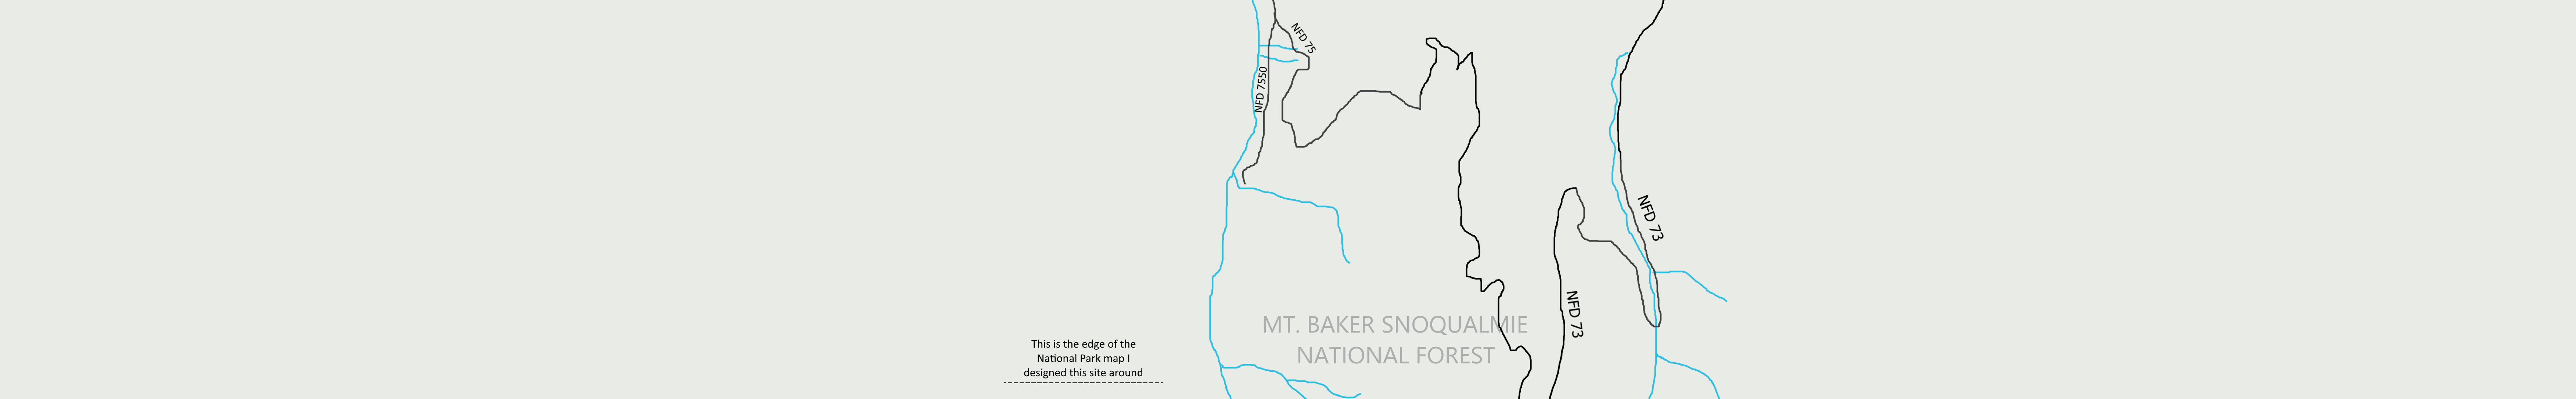 NFD 75
NFD 7550
NFD 73
NFD 73
MT. BAKER SNOQUALMIE
NATIONAL FOREST
This is the edge of the
National Park map I
designed this site around